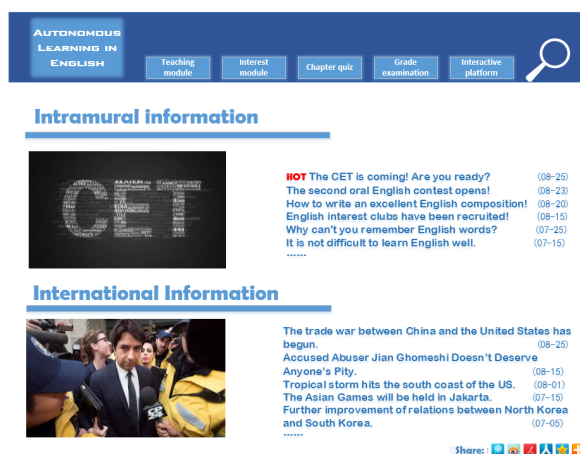 AUTONOMOUS
LEARNING IN
ENGLISH
Teaching
module
Interest
module
Chapter quiz
Grade
examination
Interactive
platform
Intramural information
CET
HOT The CET is coming! Are you ready? (08-25)
The second oral English contest opens! (08-23)
How to write an excellent English composition! (08-20)
English interest clubs have been recruited! (08-15)
Why can't you remember English words? (07-25)
It is not difficult to learn English well. (07-15)
------
International Information
The trade war between China and the United States has
begun. (08-25)
Accused Abuser Jian Ghomeshi Doesn't Deserve
Anyone's Pity. (08-15)
Tropical storm hits the south coast of the US. (08-01)
The Asian Games will be held in Jakarta. (07-15)
Further improvement of relations between North Korea
and South Korea. (07-05)
------
Share: :